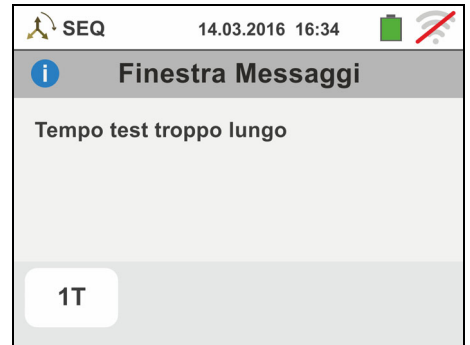 SEQ 14.03.2016 16:34
i Finestra Messaggi
Tempo test troppo lungo
1T